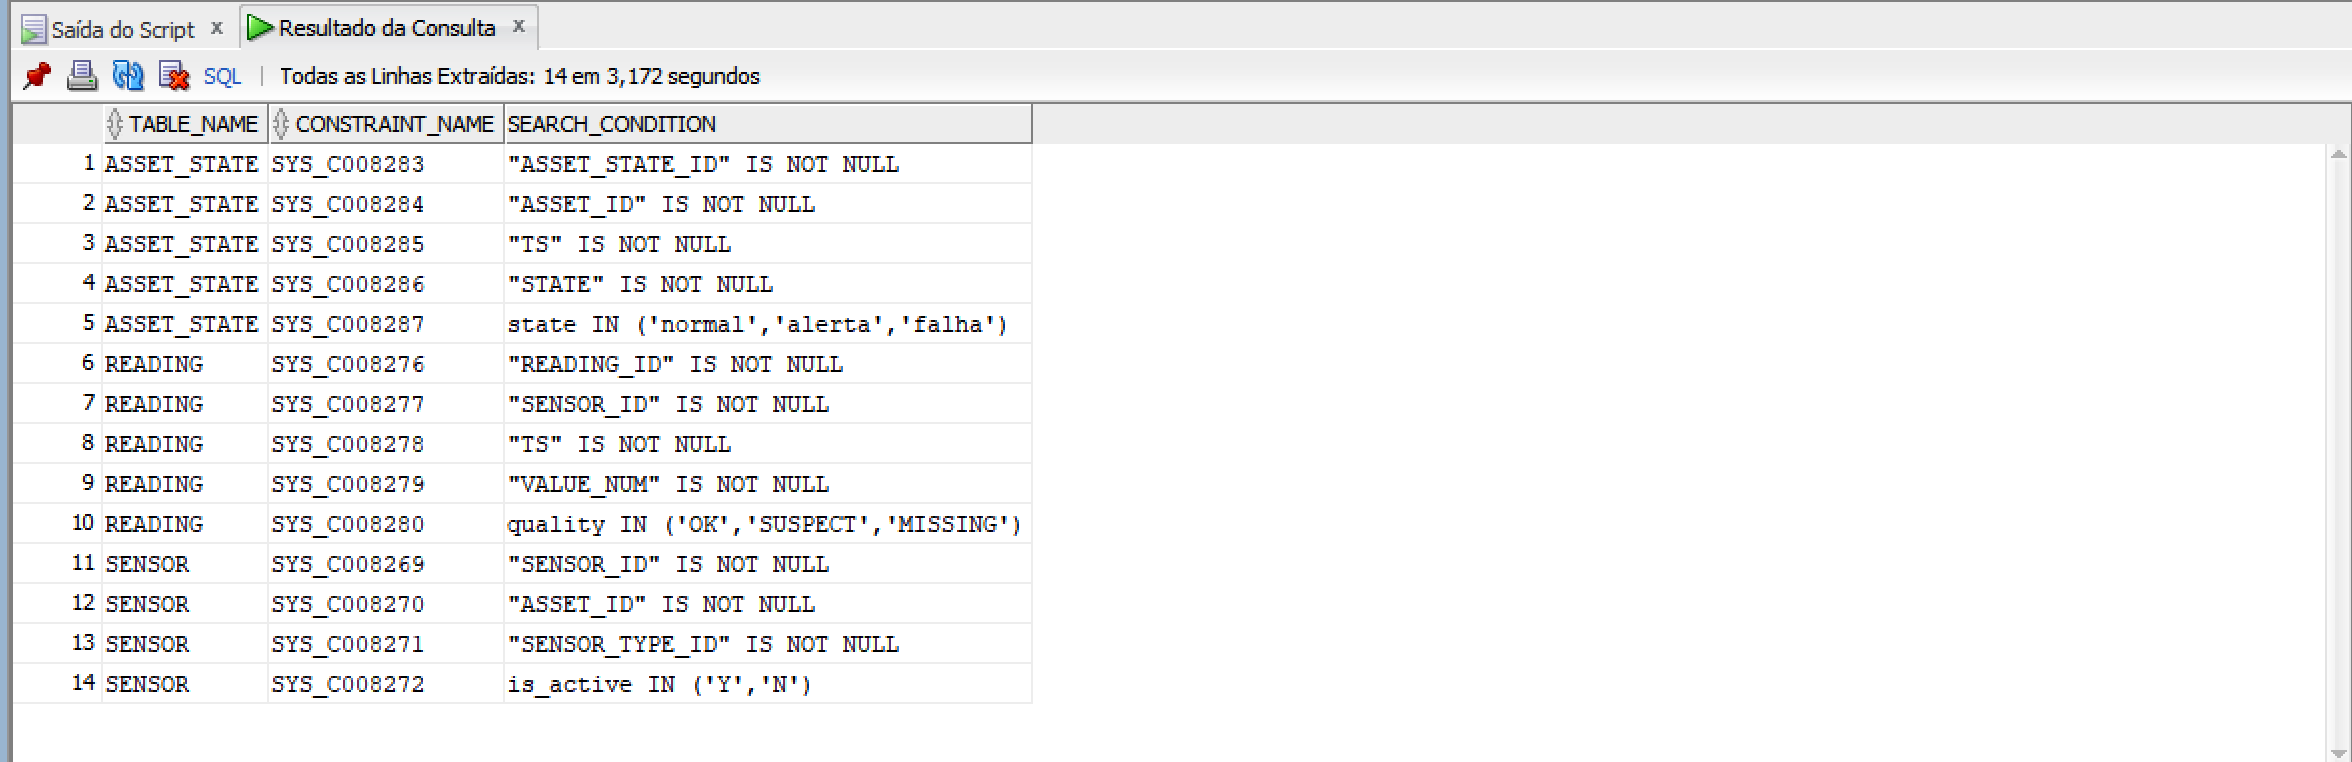 Saída do Script x Resultado da Consulta x
SQL | Todas as Linhas Extraídas: 14 em 3,172 segundos
TABLE_NAME CONSTRAINT_NAME SEARCH_CONDITION
1 ASSET_STATE SYS_C008283 "ASSET_STATE_ID" IS NOT NULL
2 ASSET_STATE SYS_C008284 "ASSET_ID" IS NOT NULL
3 ASSET_STATE SYS_C008285 "TS" IS NOT NULL
4 ASSET_STATE SYS_C008286 "STATE" IS NOT NULL
5 ASSET_STATE SYS_C008287 state IN ('normal','alerta','falha')
6 READING SYS_C008276 "READING_ID" IS NOT NULL
7 READING SYS_C008277 "SENSOR_ID" IS NOT NULL
8 READING SYS_C008278 "TS" IS NOT NULL
9 READING SYS_C008279 "VALUE_NUM" IS NOT NULL
10 READING SYS_C008280 quality IN ('OK','SUSPECT','MISSING')
11 SENSOR SYS_C008269 "SENSOR_ID" IS NOT NULL
12 SENSOR SYS_C008270 "ASSET_ID" IS NOT NULL
13 SENSOR SYS_C008271 "SENSOR_TYPE_ID" IS NOT NULL
14 SENSOR SYS_C008272 is_active IN ('Y','N')